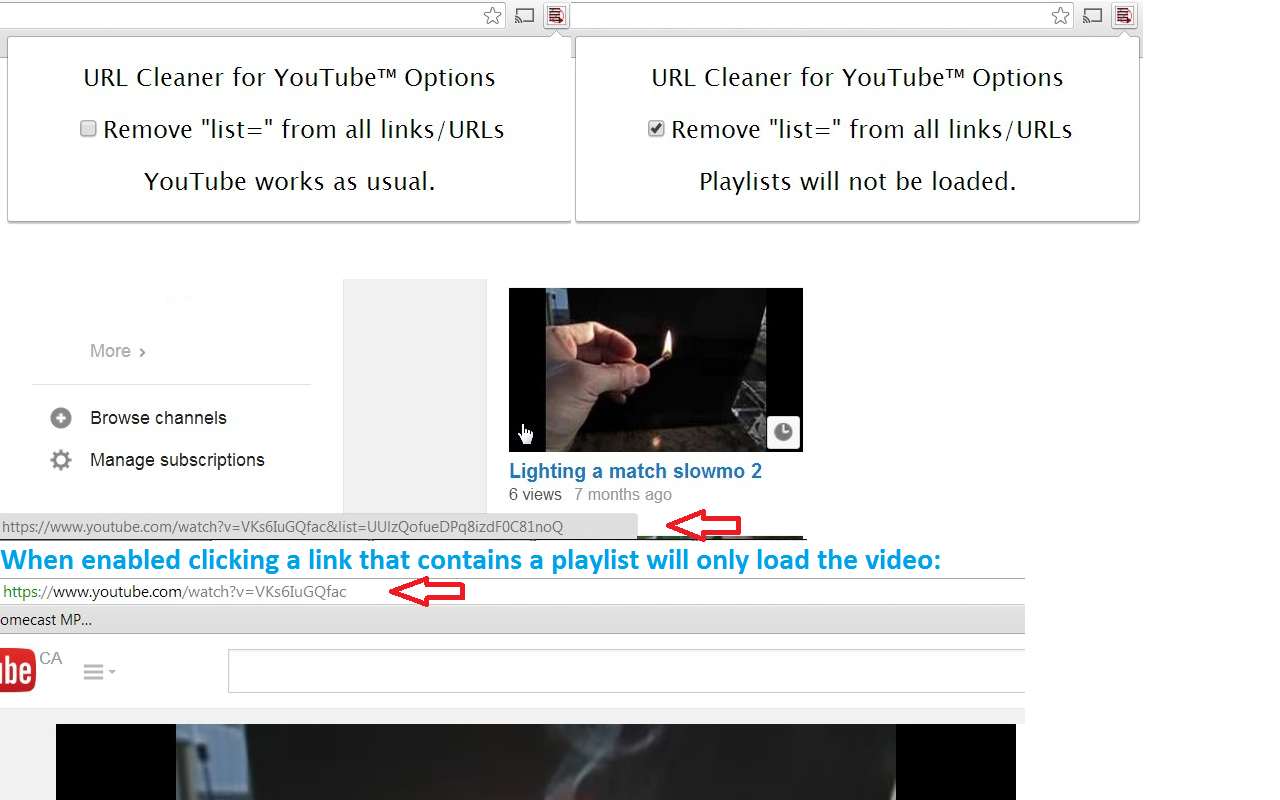 URL Cleaner for YouTube™ Options
Remove "list=" from all links/URLs
YouTube works as usual.
URL Cleaner for YouTube™ Options
Remove "list=" from all links/URLs
Playlists will not be loaded.
More ›
Browse channels
Manage subscriptions
Lighting a match slowmo 2
6 views 7 months ago
https://www.youtube.com/watch?v=VKs6IuGQfac&list=UUIzQofueDPq8izdF0C81noQ
When enabled clicking a link that contains a playlist will only load the video:
https://www.youtube.com/watch?v=VKs6IuGQfac
omecast MP...
ube CA